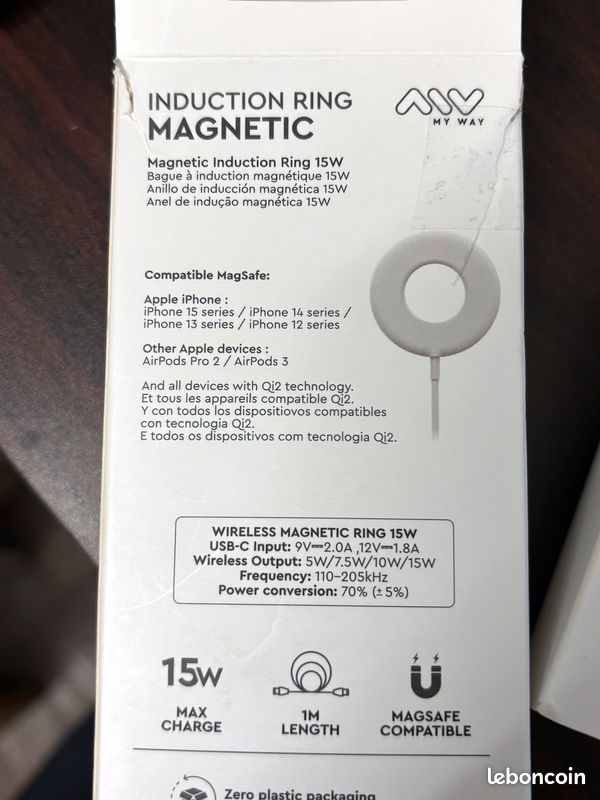 INDUCTION RING
MAGNETIC
MY WAY
Magnetic Induction Ring 15W
Bague à induction magnétique 15W
Anillo de inducción magnética 15W
Anel de indução magnética 15W
Compatible MagSafe:
Apple iPhone :
iPhone 15 series / iPhone 14 series /
iPhone 13 series / iPhone 12 series
Other Apple devices :
AirPods Pro 2 / AirPods 3
And all devices with Qi2 technology.
Et tous les appareils compatible Qi2.
Y con todos los dispositiovos compatibles
con tecnologia Qi2.
E todos os dispositivos com tecnologia Qi2.
WIRELESS MAGNETIC RING 15W
USB-C Input: 9V⎓2.0A ,12V⎓1.8A
Wireless Output: 5W/7.5W/10W/15W
Frequency: 110-205kHz
Power conversion: 70% (±5%)
15W
MAX
CHARGE
1M
LENGTH
MAGSAFE
COMPATIBLE
Zero plastic packaging
leboncoin